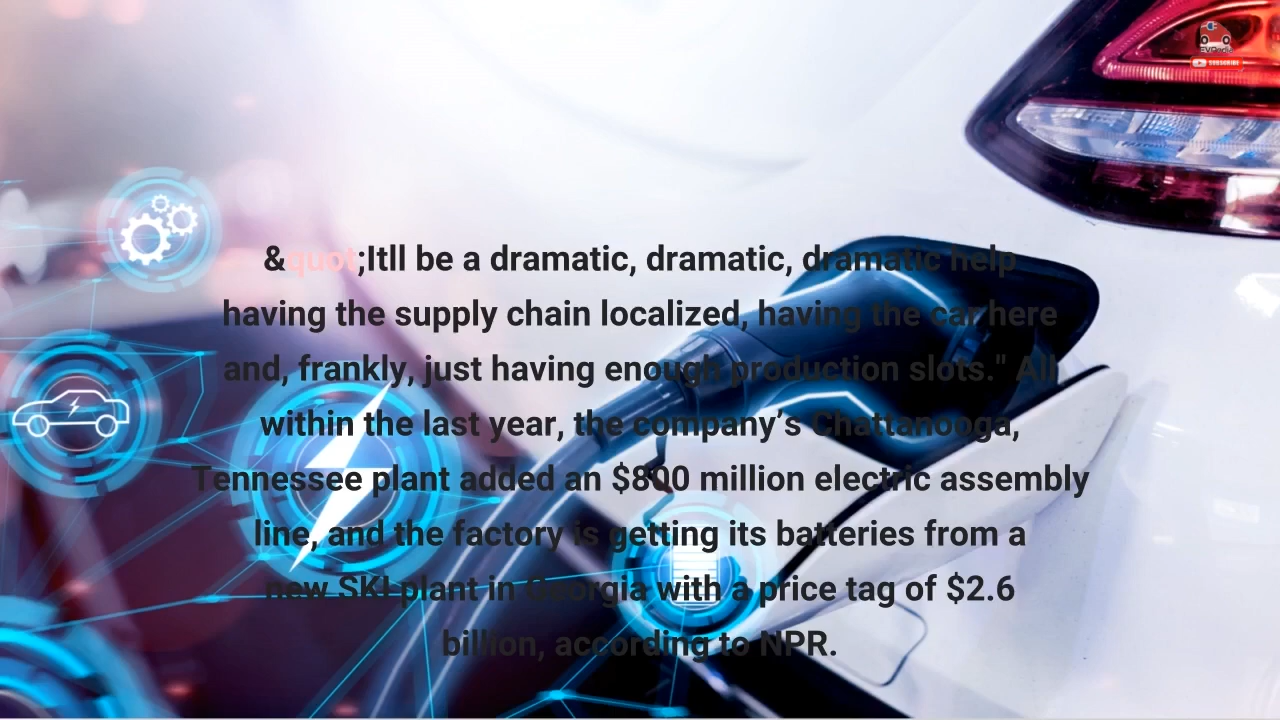 EVPedia
SUBSCRIBE
&quot;Itll be a dramatic, dramatic, dramatic help
having the supply chain localized, having the car here
and, frankly, just having enough production slots." All
within the last year, the company’s Chattanooga,
Tennessee plant added an $800 million electric assembly
line, and the factory is getting its batteries from a
new SKI plant in Georgia with a price tag of $2.6
billion, according to NPR.